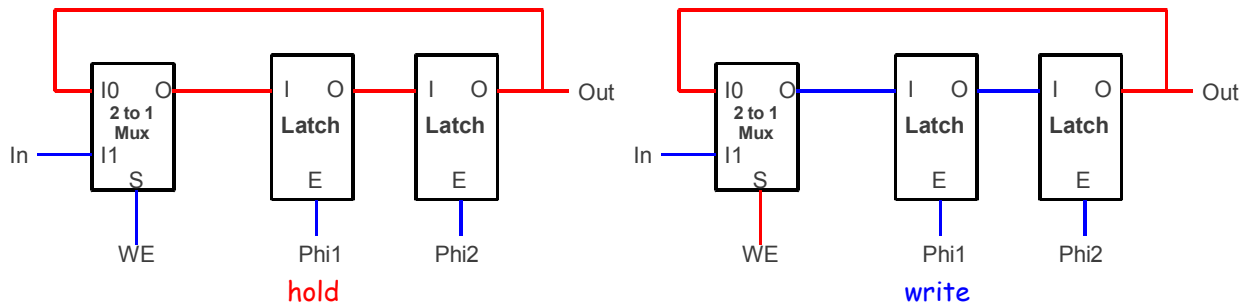 I0 O I O I O Out I0 O I O I O Out
2 to 1 Latch Latch 2 to 1 Latch Latch
Mux Mux
In I1 In I1
S E E S E E
WE Phi1 Phi2 WE Phi1 Phi2
hold write